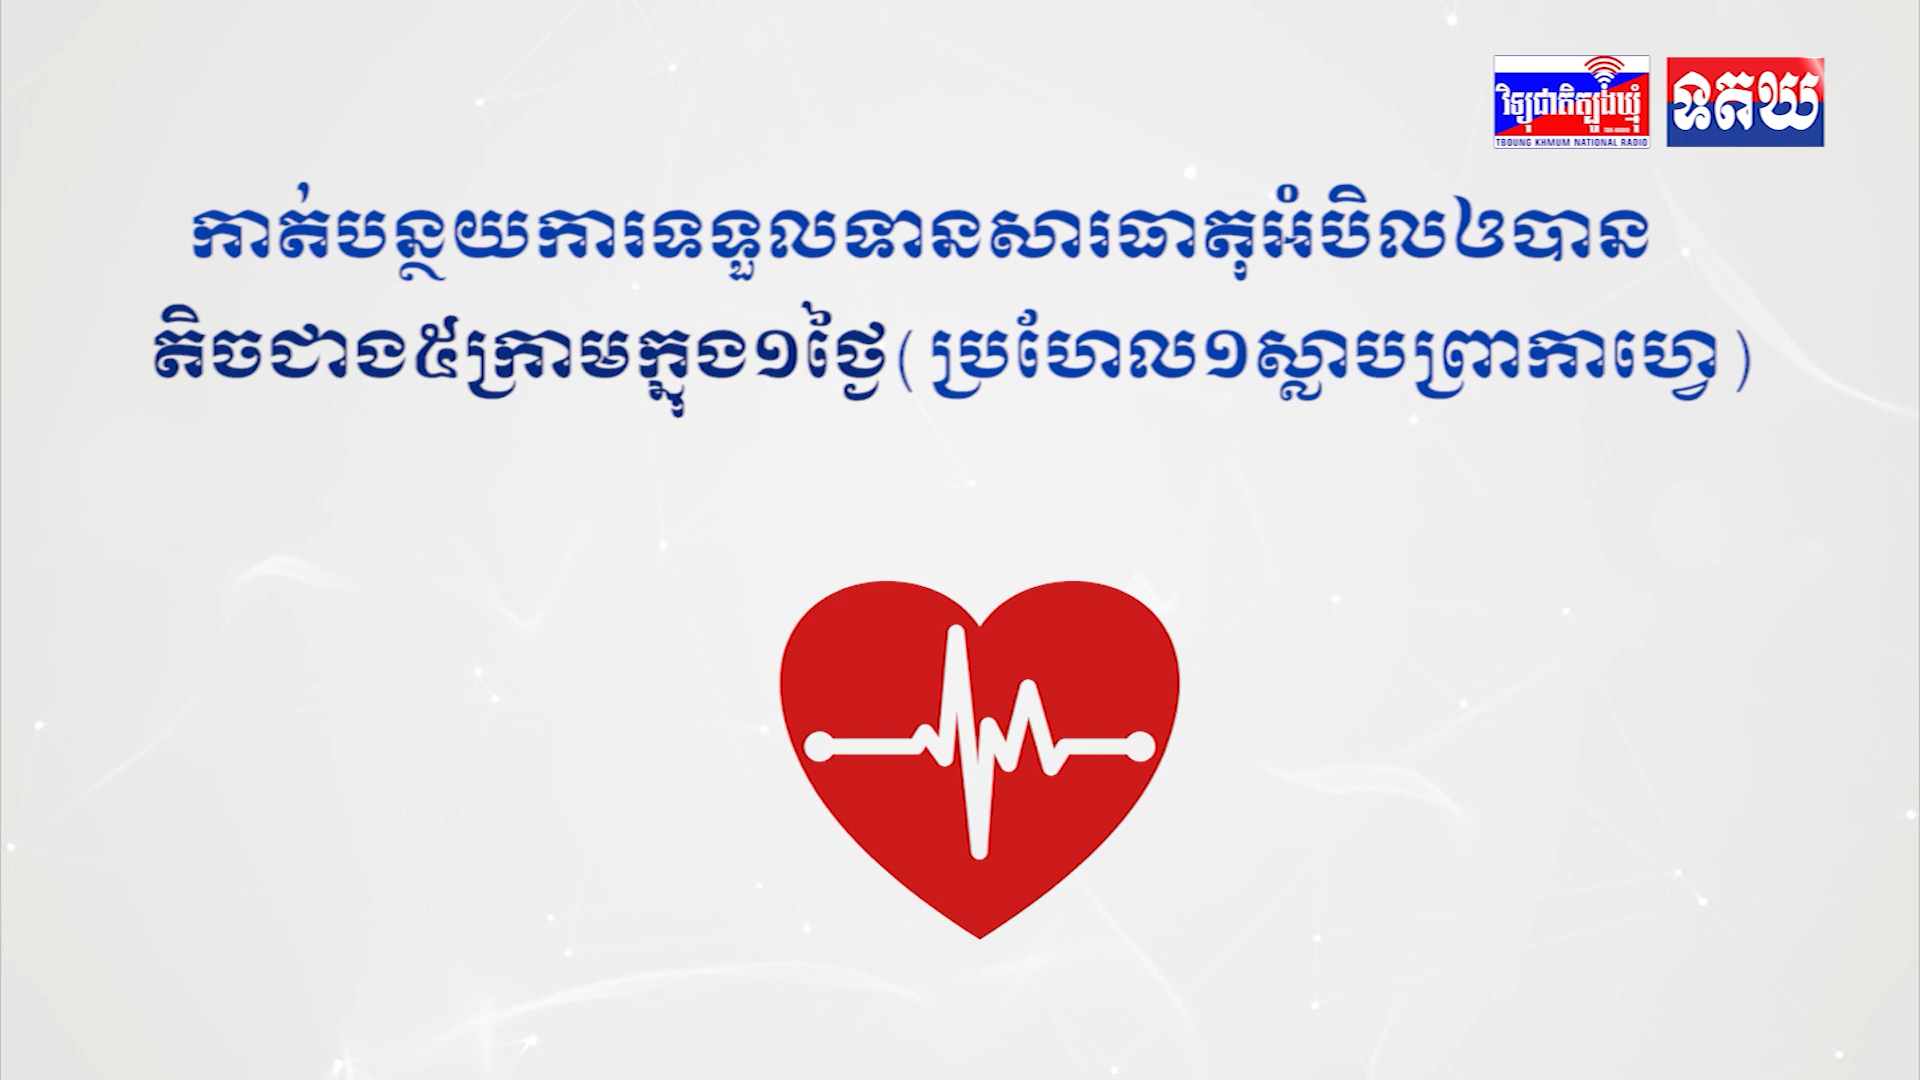 វិទ្យុជាតិត្បូងឃ្មុំ
TBOUNG KHMUM NATIONAL RADIO
ទតឃ
កាត់បន្ថយការទទួលទានសារធាតុអំបិលឲបាន
តិចជាង៥ក្រាមក្នុង១ថ្ងៃ(ប្រហែល១ស្លាបព្រាកាហ្វេ)